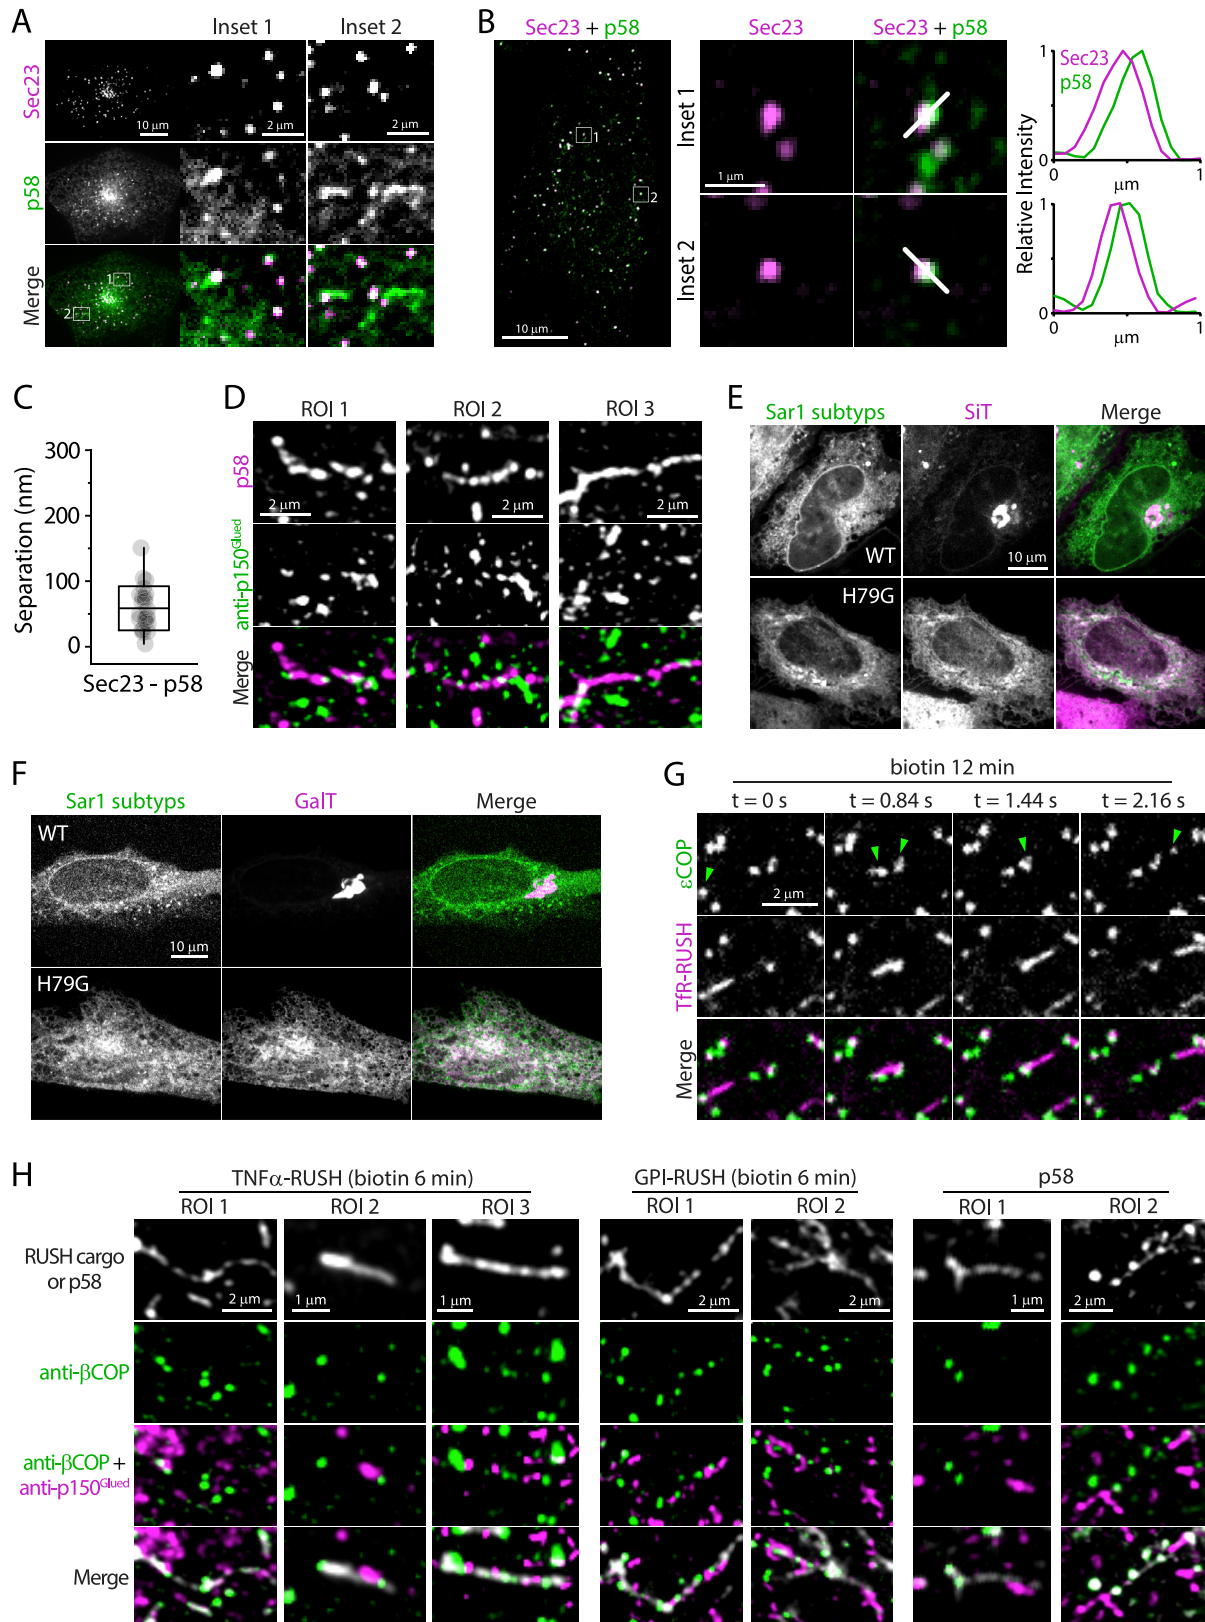 A
Inset 1
Inset 2
Sec23
10 µm
2 µm
2 µm
p58
Merge
1
2
B
Sec23 + p58
Sec23
Sec23 + p58
1
2
10 µm
Inset 1
1 µm
Inset 2
Relative Intensity
1
Sec23
p58
0
0
µm
1
1
0
0
µm
1
C
Separation (nm)
300
200
100
0
Sec23 - p58
D
ROI 1
ROI 2
ROI 3
p58
2 µm
2 µm
2 µm
anti-p150Glued
Merge
E
Sar1 subtyps
SiT
Merge
WT
10 µm
H79G
F
Sar1 subtyps
GalT
Merge
WT
10 µm
H79G
G
biotin 12 min
t = 0 s
t = 0.84 s
t = 1.44 s
t = 2.16 s
εCOP
2 µm
TfR-RUSH
Merge
H
TNFα-RUSH (biotin 6 min)
GPI-RUSH (biotin 6 min)
p58
ROI 1
ROI 2
ROI 3
ROI 1
ROI 2
ROI 1
ROI 2
RUSH cargo
or p58
2 µm
1 µm
1 µm
2 µm
2 µm
1 µm
2 µm
anti-βCOP
anti-βCOP +
anti-p150Glued
Merge